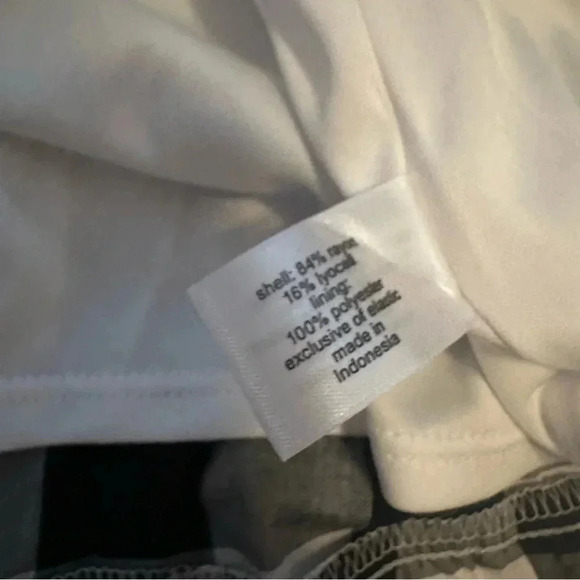 shell: 84% rayon
16% lyocell
lining:
100% polyester
exclusive of elastic
made in
Indonesia